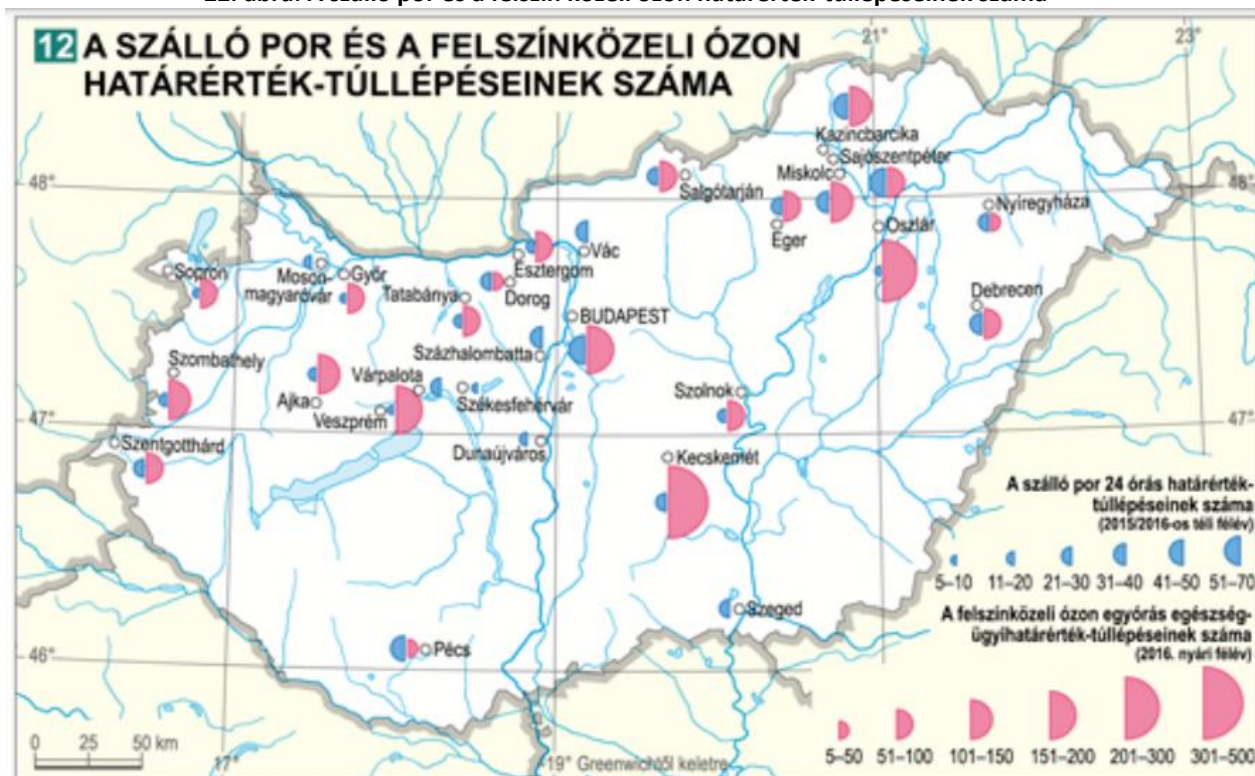 12 A SZÁLLÓ POR ÉS A FELSZÍNKÖZELI ÓZON
HATÁRÉRTÉK-TÚLLÉPÉSEINEK SZÁMA
21°
23°
Kazincbarcika
Sajószentpéter
48°
Miskolc
48°
Salgótarján
Nyíregyháza
Eger
Oszlár
Vác
Esztergom
Sopron
Moson-
magyaróvár
Győr
Tatabánya
Dorog
Debrecen
BUDAPEST
Százhalombatta
Szombathely
Várpalota
Szolnok
Ajka
Székesfehérvár
Veszprém
47°
47°
Szentgotthárd
Dunaújváros
Kecskemét
A szálló por 24 órás határérték-
túllépéseinek száma
(2015/2016-os téli félév)
5–10 11–20 21–30 31–40 41–50 51–70
Szeged
A felszínközeli ózon egyórás egészség-
ügyihatárérték-túllépéseinek száma
(2016. nyári félév)
46°
Pécs
5–50 51–100 101–150 151–200 201–300 301–500
0 25 50 km
17°
19° Greenwichtől keletre